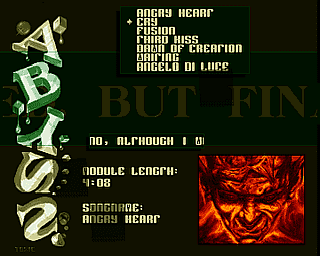 ANGRY HEART
CRY
FUSION
THIRD KISS
DAWN OF CREATION
WAITING
ANGELO DI LUCE
BUT FINA
NO, ALTHOUGH I
MODULE LENGTH:
4:08
SONGNAME:
ANGRY HEART
ABYSS